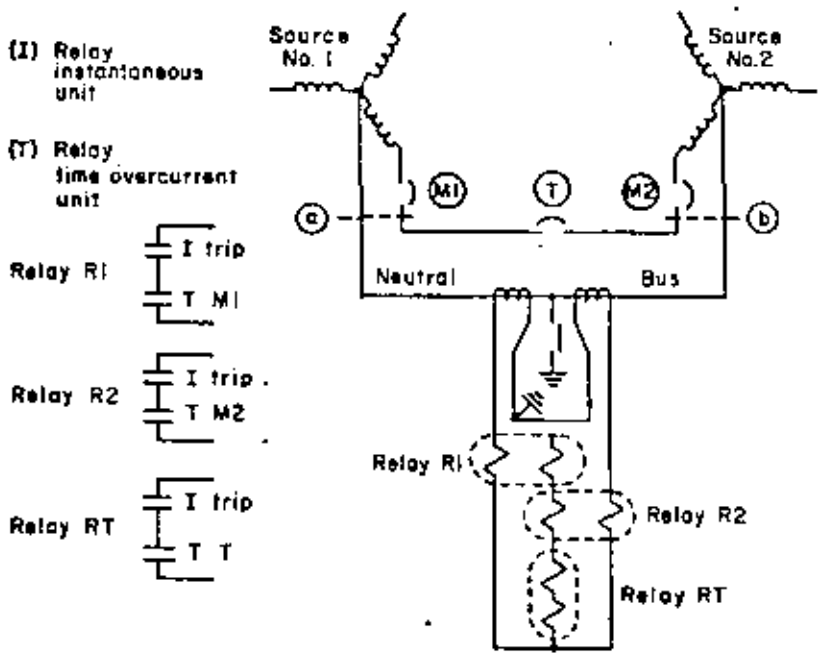 (I) Relay
instantaneous
unit
(T) Relay
time overcurrent
unit
Relay R1
I trip
T M1
Relay R2
I trip
T M2
Relay RT
I trip
T T
Source
No. 1
Source
No.2
M1
T
M2
a
b
Neutral
Bus
Relay R1
Relay R2
Relay RT